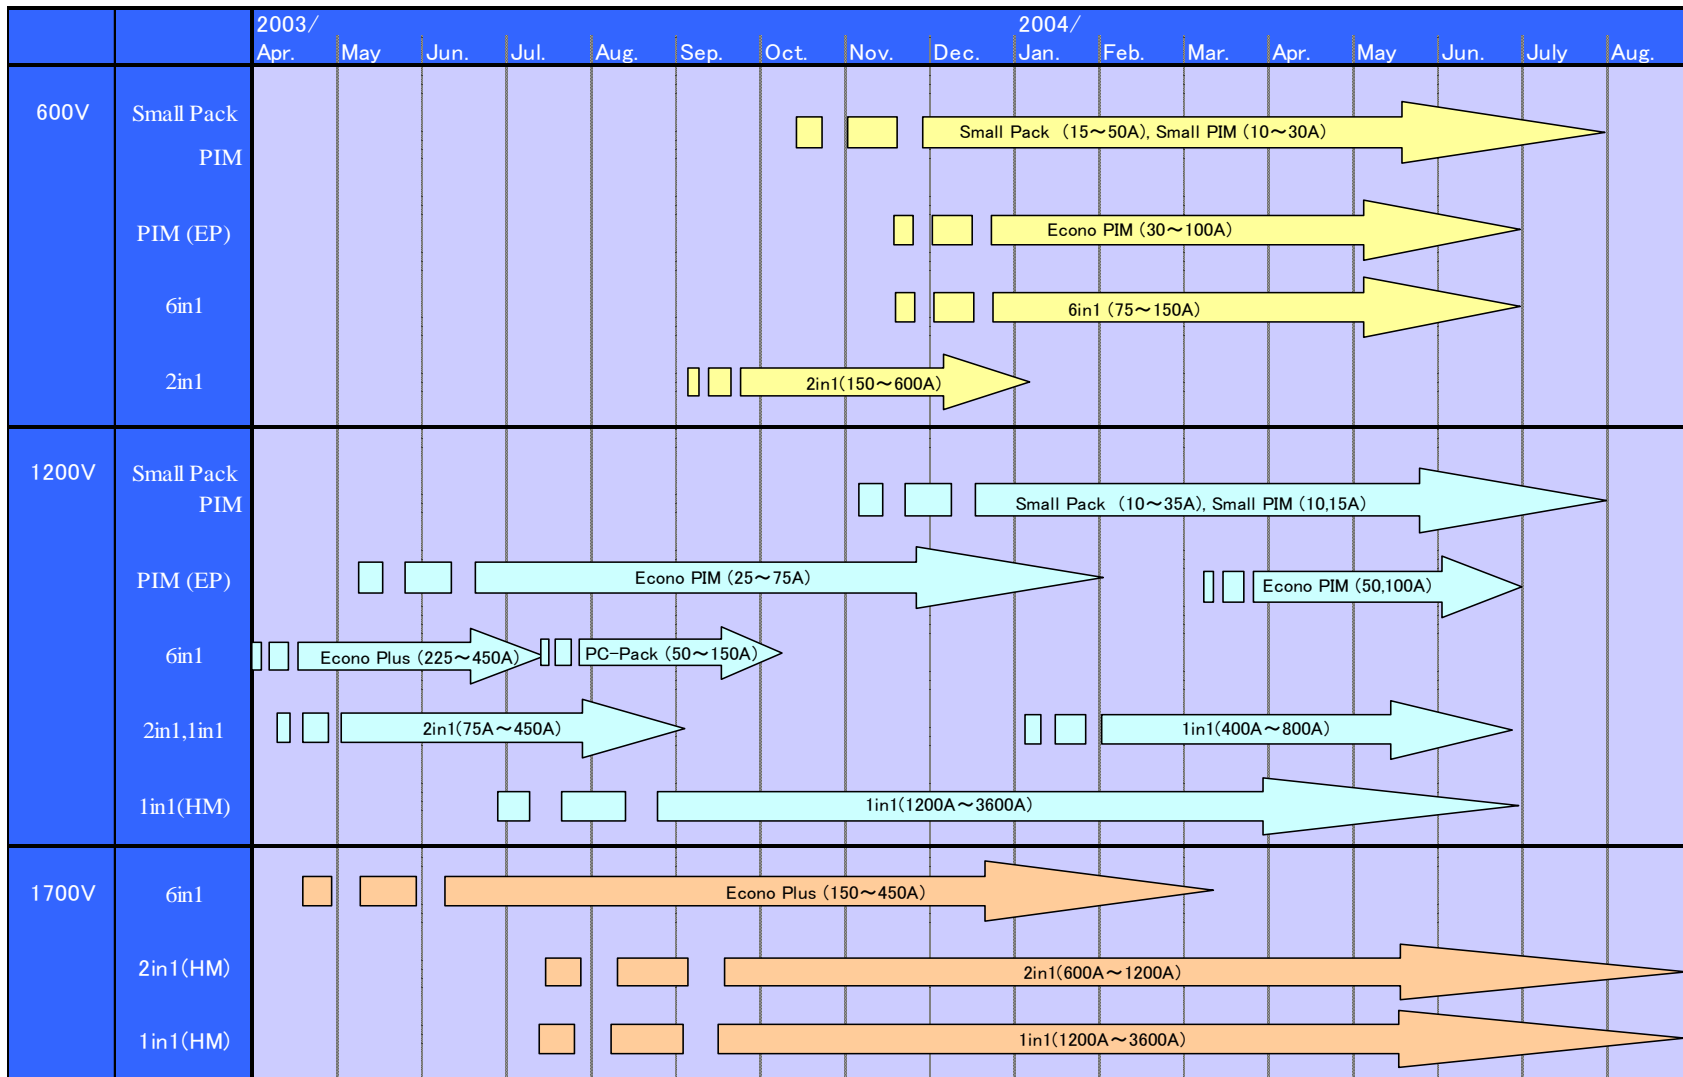 2003/ 2004/
Apr. May Jun. Jul. Aug. Sep. Oct. Nov. Dec. Jan. Feb. Mar. Apr. May Jun. July Aug.
600V Small Pack
PIM
Small Pack (15～50A), Small PIM (10～30A)
PIM (EP) Econo PIM (30～100A)
6in1 6in1 (75～150A)
2in1 2in1(150～600A)
1200V Small Pack
PIM Small Pack (10～35A), Small PIM (10,15A)
PIM (EP) Econo PIM (25～75A) Econo PIM (50,100A)
6in1 Econo Plus (225～450A) PC-Pack (50～150A)
2in1,1in1 2in1(75A～450A) 1in1(400A～800A)
1in1(HM) 1in1(1200A～3600A)
1700V 6in1 Econo Plus (150～450A)
2in1(HM) 2in1(600A～1200A)
1in1(HM) 1in1(1200A～3600A)